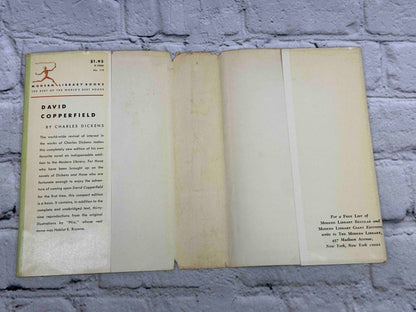 $1.95
MODERN LIBRARY BOOKS
THE BEST OF THE WORLD'S BEST BOOKS
DAVID
COPPERFIELD
BY CHARLES DICKENS
The world-wide revival of interest in
the works of Charles Dickens makes
this completely new edition of his own
favorite novel an indispensable addition
to the Modern Library. For those
who have been brought up on the
novels of Dickens and those who are
fortunate enough to enjoy the adventure
of coming upon David Copperfield
for the first time, this compact edition
is a boon. It contains, in addition to the
complete and unabridged text, thirty-
nine reproductions from the original
illustrations by "Phiz," whose real
name was Hablot K. Browne.
For a Free List of
Modern Library Regular and
Modern Library Giant Editions
write to The Modern Library,
457 Madison Avenue,
New York, New York 10022